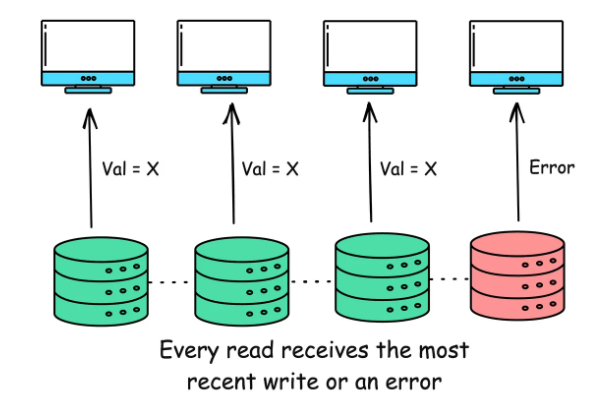 Val = X
Val = X
Val = X
Error
Every read receives the most
recent write or an error